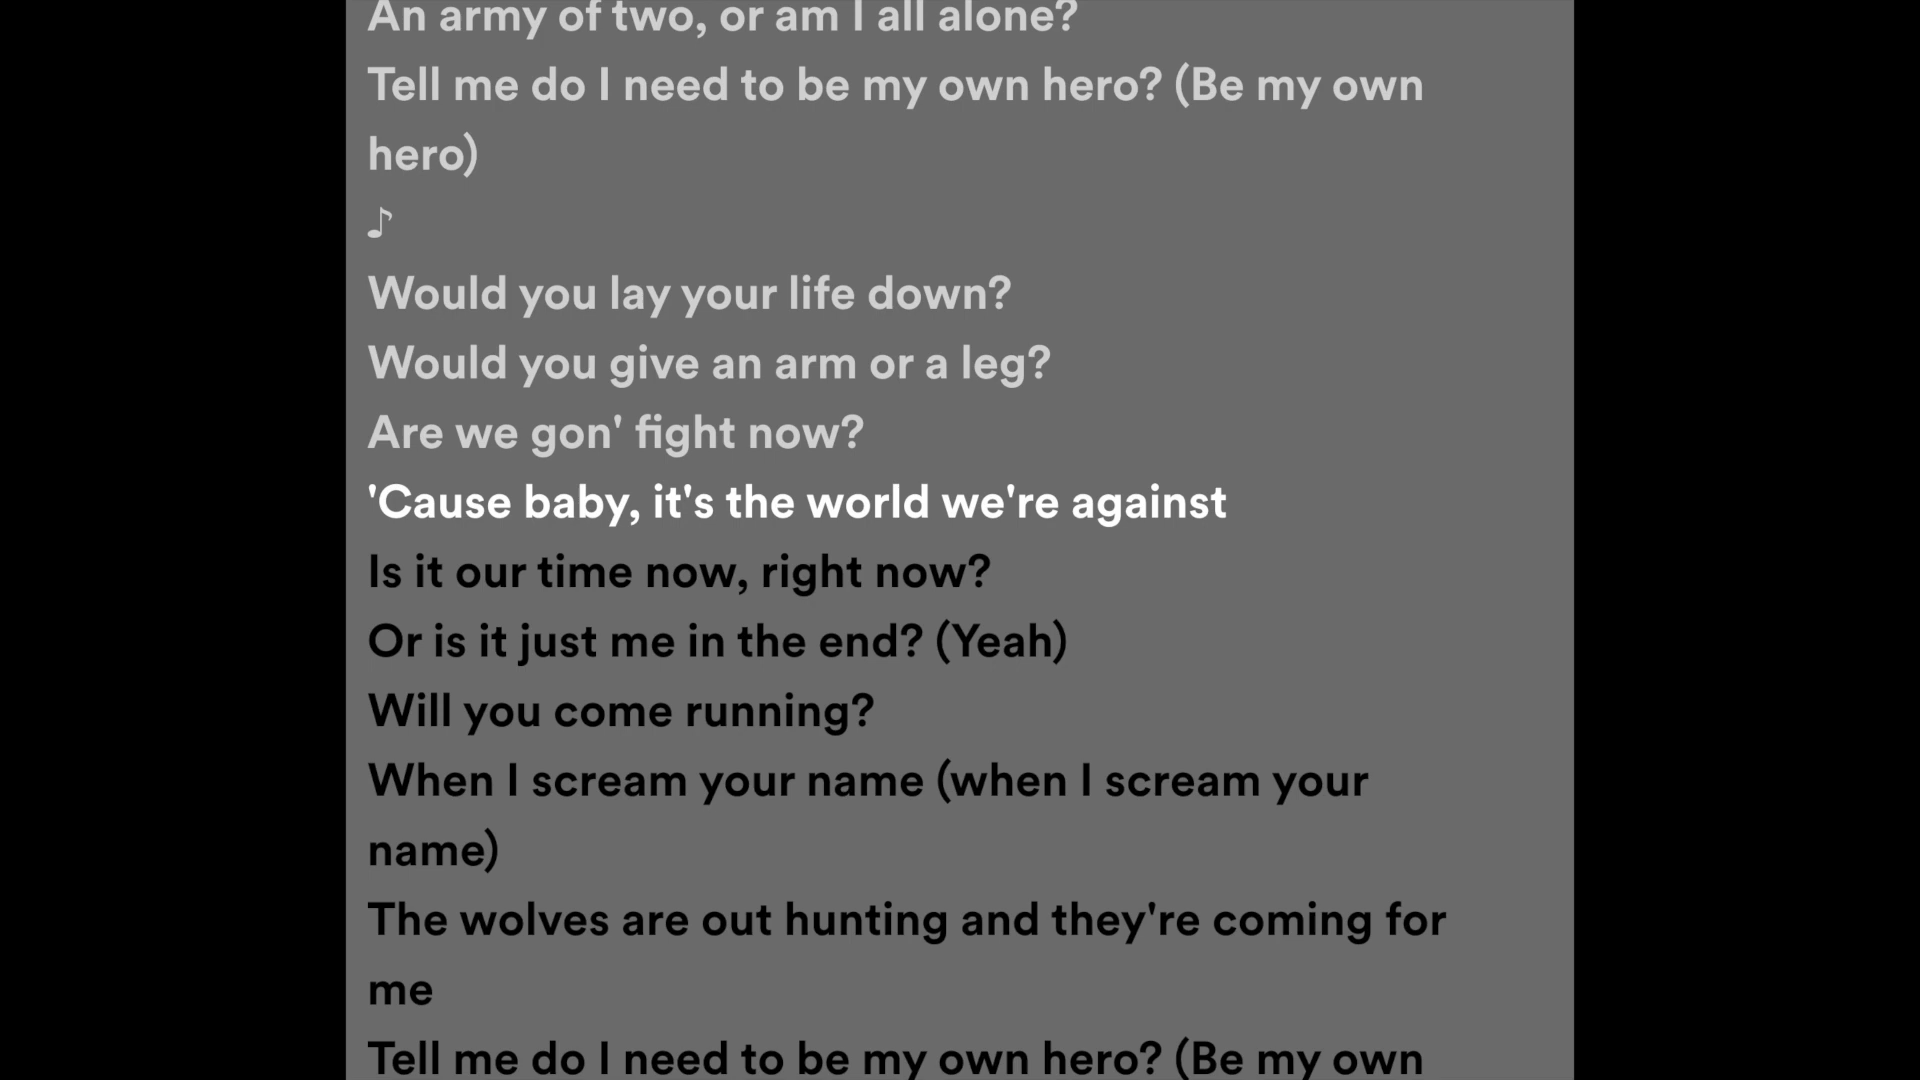 An army of two, or am I all alone?
Tell me do I need to be my own hero? (Be my own
hero)
♪
Would you lay your life down?
Would you give an arm or a leg?
Are we gon' fight now?
'Cause baby, it's the world we're against
Is it our time now, right now?
Or is it just me in the end? (Yeah)
Will you come running?
When I scream your name (when I scream your
name)
The wolves are out hunting and they're coming for
me
Tell me do I need to be my own hero? (Be my own